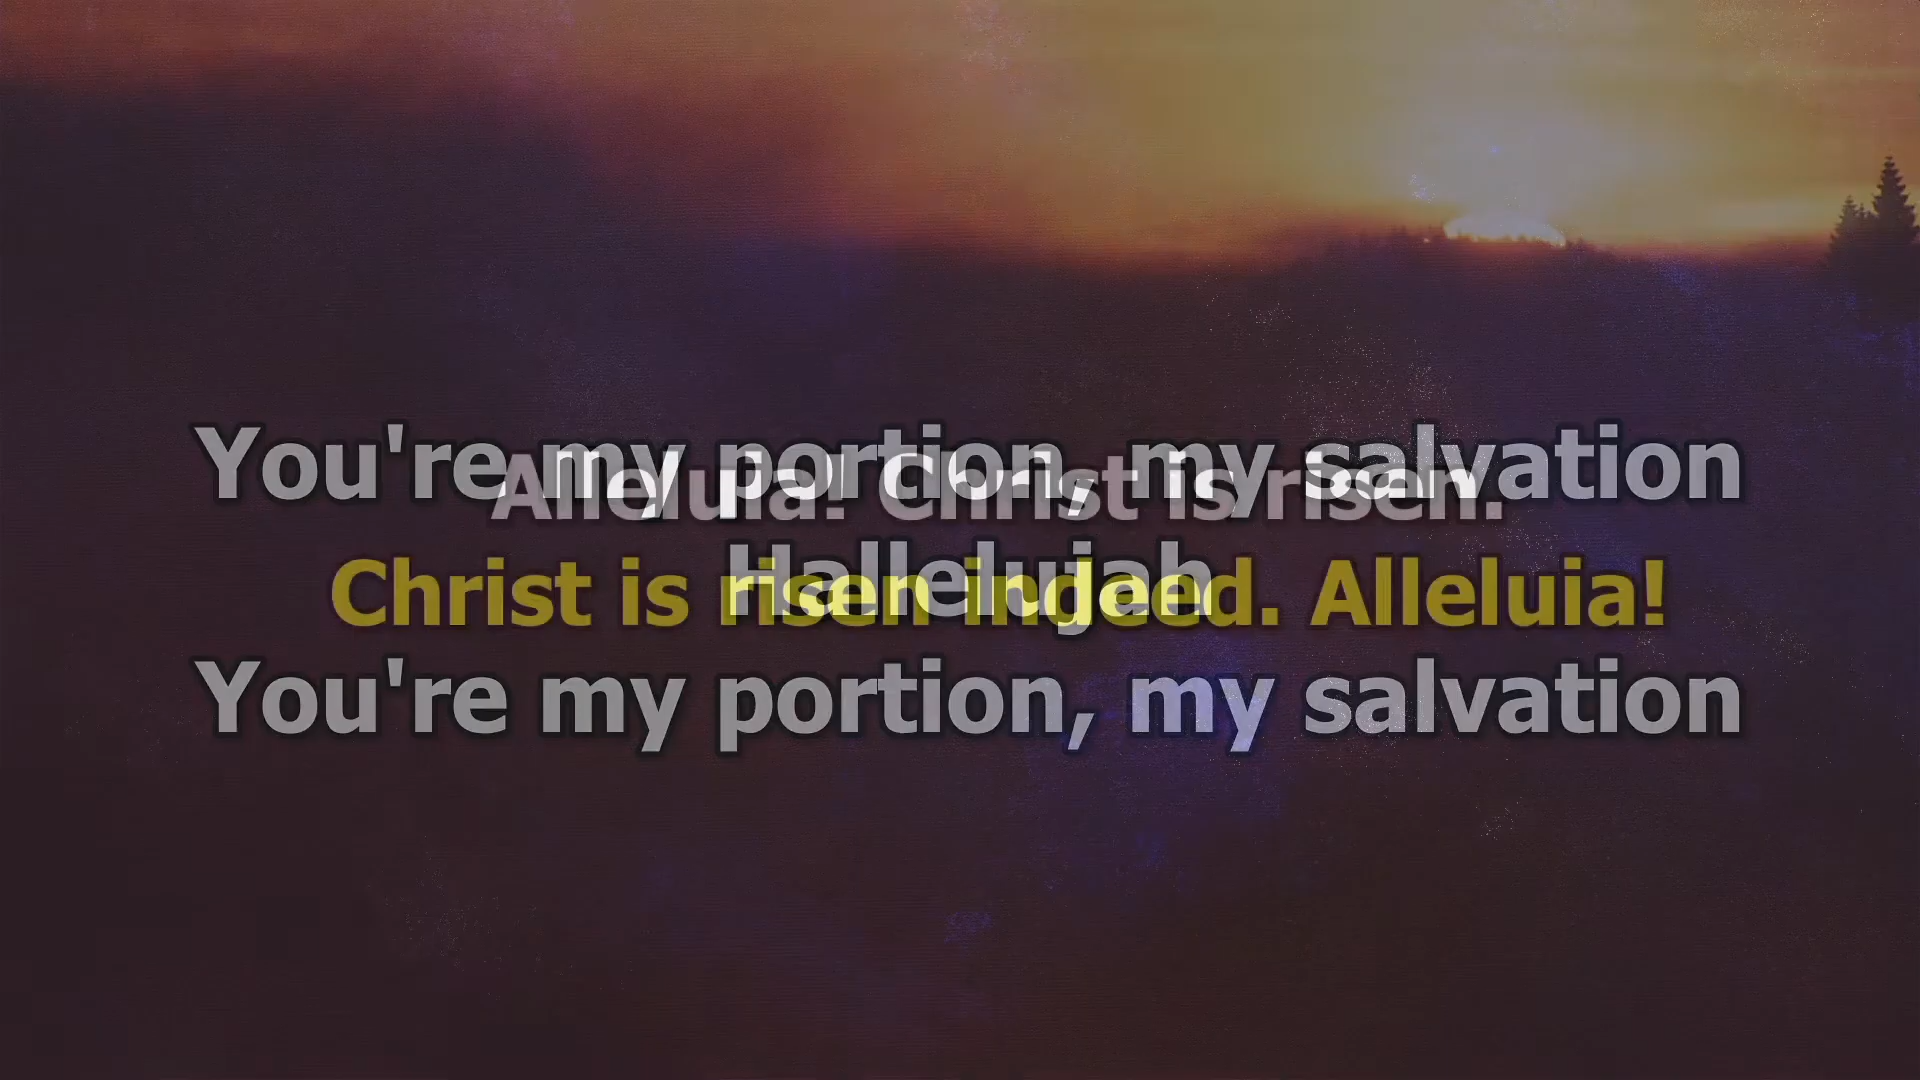 You're my portion, my salvation
Alleluia! Christ is risen.
Hallelujah
Christ is risen indeed. Alleluia!
You're my portion, my salvation